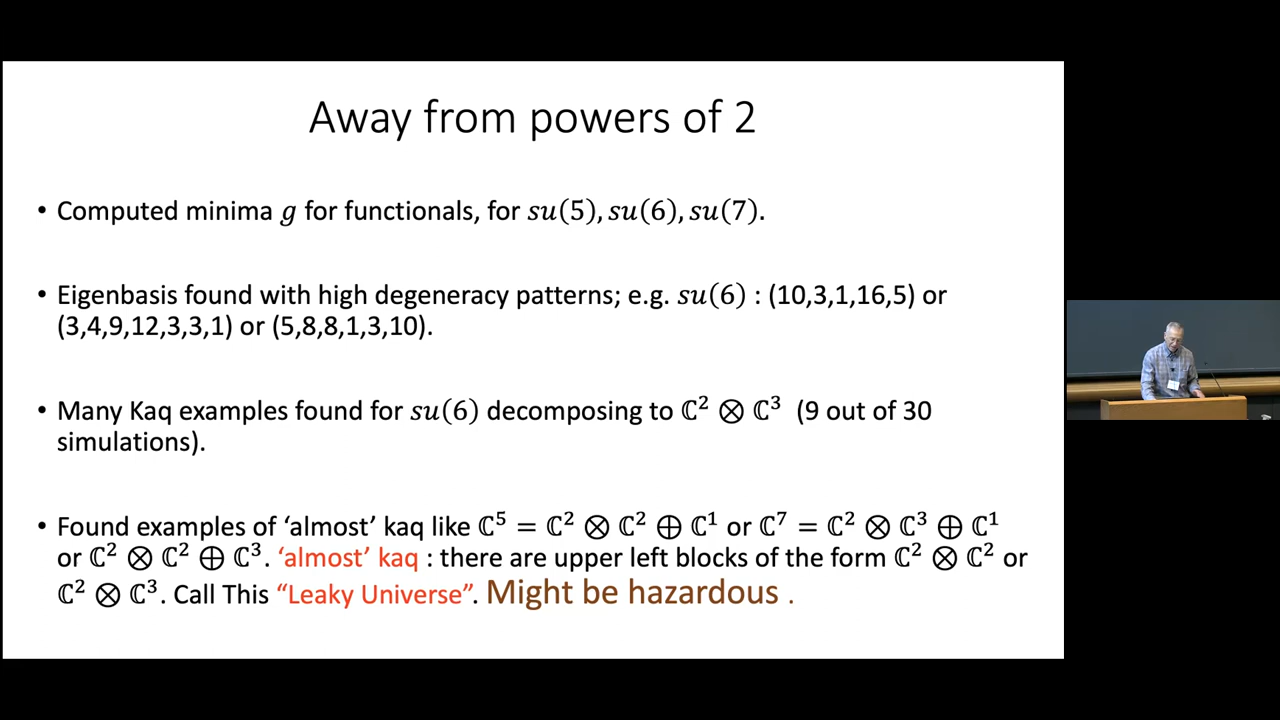 Away from powers of 2
• Computed minima g for functionals, for su(5), su(6), su(7).
• Eigenbasis found with high degeneracy patterns; e.g. su(6) : (10,3,1,16,5) or
(3,4,9,12,3,3,1) or (5,8,8,1,3,10).
• Many Kaq examples found for su(6) decomposing to ℂ² ⊗ ℂ³ (9 out of 30
simulations).
• Found examples of ‘almost’ kaq like ℂ⁵ = ℂ² ⊗ ℂ² ⊕ ℂ¹ or ℂ⁷ = ℂ² ⊗ ℂ³ ⊕ ℂ¹
or ℂ² ⊗ ℂ² ⊕ ℂ³. ‘almost’ kaq : there are upper left blocks of the form ℂ² ⊗ ℂ² or
ℂ² ⊗ ℂ³. Call This “Leaky Universe”. Might be hazardous .